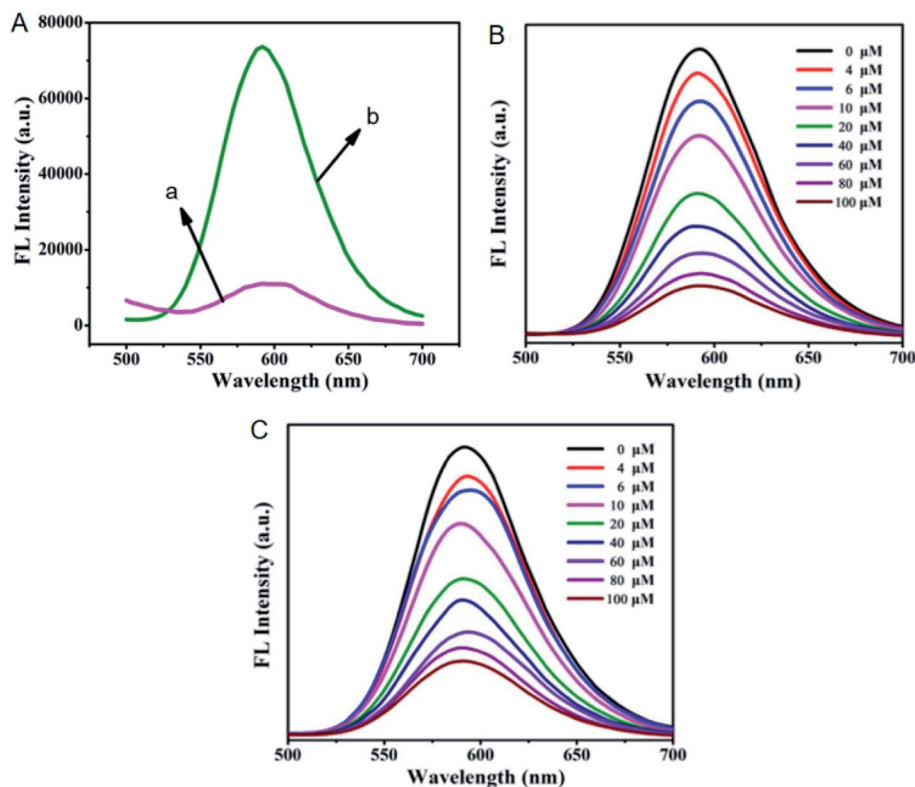 A
80000
60000
40000
20000
0
FL Intensity (a.u.)
a
b
500 550 600 650 700
Wavelength (nm)
B
FL Intensity (a.u.)
0 μM
4 μM
6 μM
10 μM
20 μM
40 μM
60 μM
80 μM
100 μM
500 550 600 650 700
Wavelength (nm)
C
FL Intensity (a.u.)
0 μM
4 μM
6 μM
10 μM
20 μM
40 μM
60 μM
80 μM
100 μM
500 550 600 650 700
Wavelength (nm)